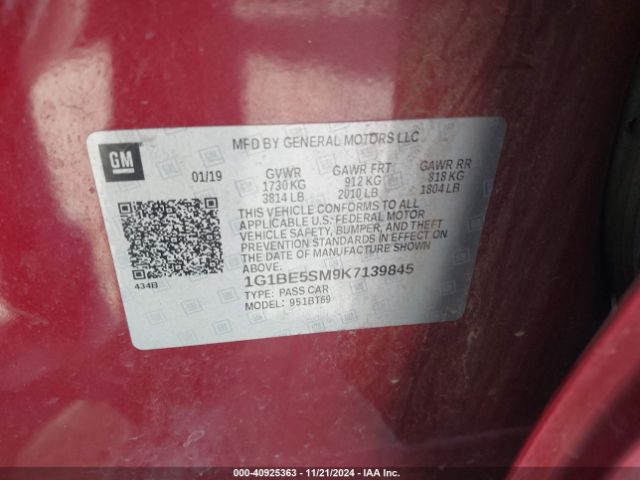 MFD BY GENERAL MOTORS LLC
GM
01/19 GVWR GAWR FRT GAWR RR
1730 KG 912 KG 818 KG
3814 LB 2010 LB 1804 LB
THIS VEHICLE CONFORMS TO ALL
APPLICABLE U.S. FEDERAL MOTOR
VEHICLE SAFETY, BUMPER, AND THEFT
PREVENTION STANDARDS IN EFFECT ON
THE DATE OF MANUFACTURE SHOWN
ABOVE.
434B
1G1BE5SM9K7139845
TYPE: PASS CAR
MODEL: 951BT69
000-40925363 - 11/21/2024 - IAA Inc.